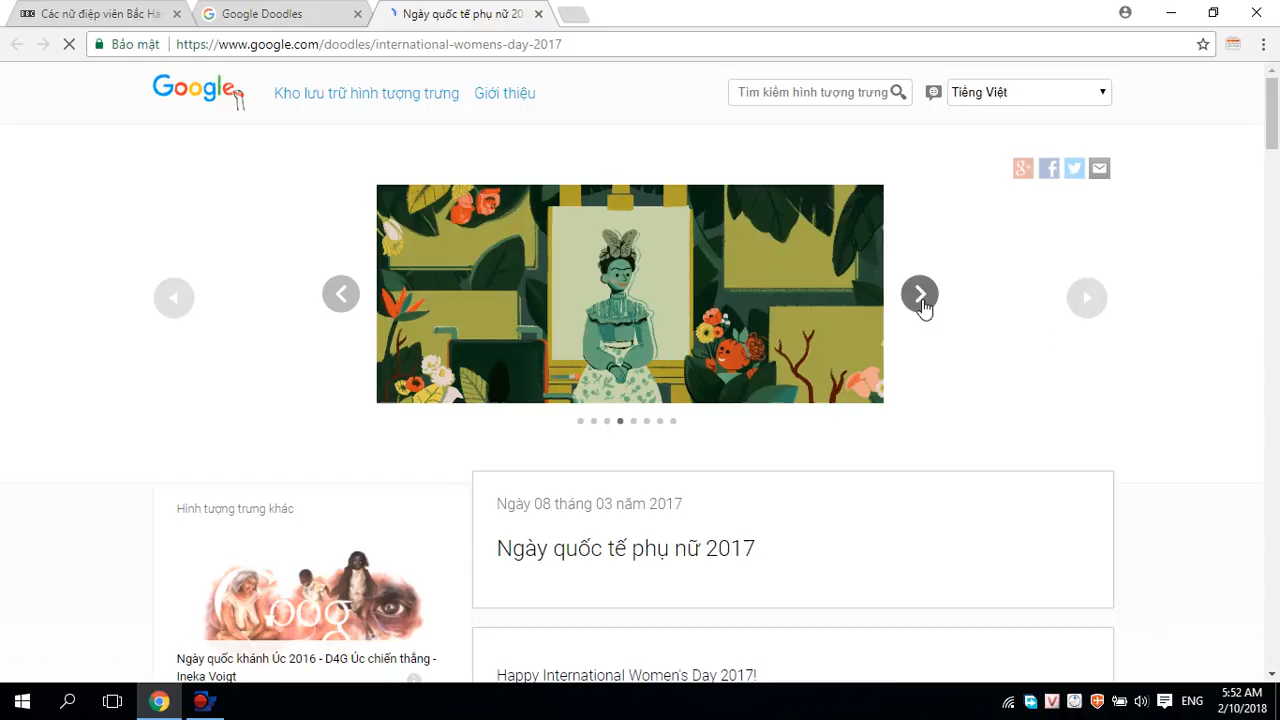 Các nữ điệp viên Bắc Hàn
Google Doodles
Ngày quốc tế phụ nữ 20
Bảo mật
https://www.google.com/doodles/international-womens-day-2017
Google
Kho lưu trữ hình tượng trưng
Giới thiệu
Tìm kiếm hình tượng trưng
Tiếng Việt
Ngày 08 tháng 03 năm 2017
Ngày quốc tế phụ nữ 2017
Happy International Women's Day 2017!
Hình tượng trưng khác
Ngày quốc khánh Úc 2016 - D4G Úc chiến thắng -
Ineka Voigt
ENG
5:52 AM
2/10/2018